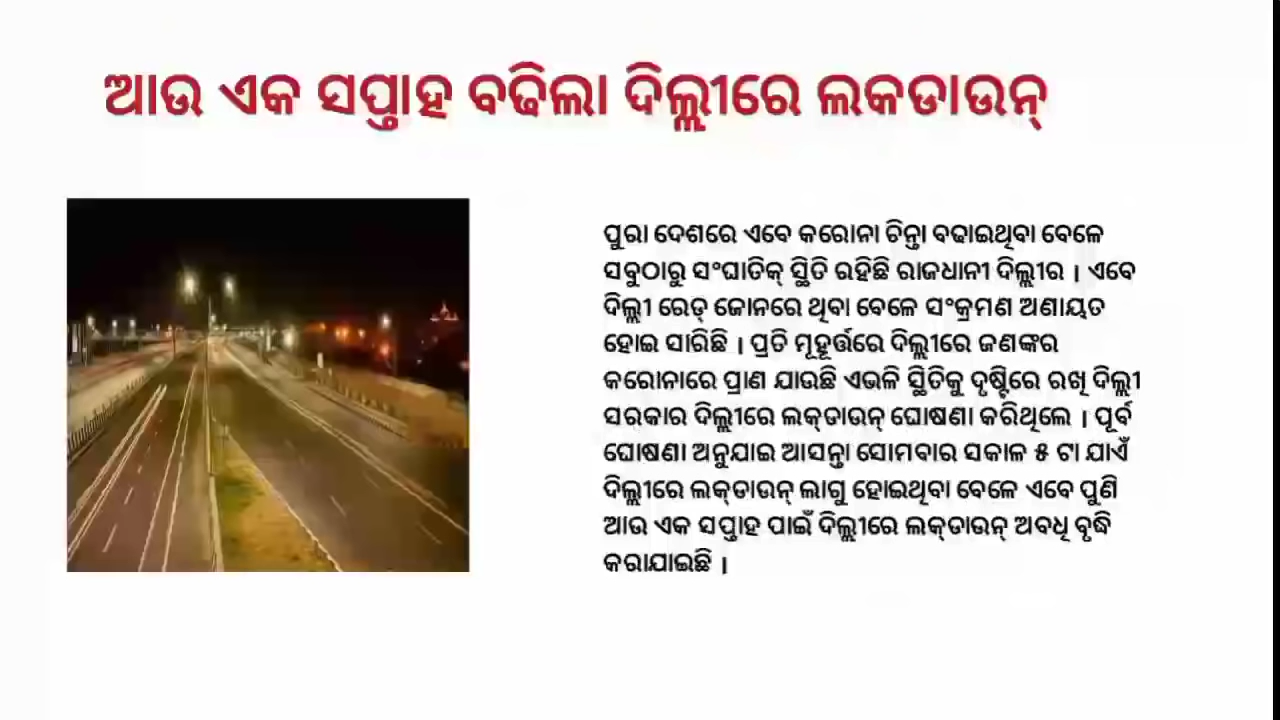 ଆଉ ଏକ ସପ୍ତାହ ବଢିଲା ଦିଲ୍ଲୀରେ ଲକଡାଉନ୍
ପୁରା ଦେଶରେ ଏବେ କରୋନା ଚିନ୍ତା ବଢାଇଥିବା ବେଳେ
ସବୁଠାରୁ ସଂଘାତିକ୍ ସ୍ଥିତି ରହିଛି ରାଜଧାନୀ ଦିଲ୍ଲୀର । ଏବେ
ଦିଲ୍ଲୀ ରେଡ୍ ଜୋନରେ ଥିବା ବେଳେ ସଂକ୍ରମଣ ଅଣାୟତ
ହୋଇ ସାରିଛି । ପ୍ରତି ମୂହୂର୍ତ୍ତରେ ଦିଲ୍ଲୀରେ ଜଣଙ୍କର
କରୋନାରେ ପ୍ରାଣ ଯାଉଛି ଏଭଳି ସ୍ଥିତିକୁ ଦୃଷ୍ଟିରେ ରଖି ଦିଲ୍ଲୀ
ସରକାର ଦିଲ୍ଲୀରେ ଲକ୍‌ଡାଉନ୍ ଘୋଷଣା କରିଥିଲେ । ପୂର୍ବ
ଘୋଷଣା ଅନୁଯାଇ ଆସନ୍ତା ସୋମବାର ସକାଳ ୫ ଟା ଯାଏଁ
ଦିଲ୍ଲୀରେ ଲକ୍‌ଡାଉନ୍ ଲାଗୁ ହୋଇଥିବା ବେଳେ ଏବେ ପୁଣି
ଆଉ ଏକ ସପ୍ତାହ ପାଇଁ ଦିଲ୍ଲୀରେ ଲକ୍‌ଡାଉନ୍ ଅବଧି ବୃଦ୍ଧି
କରାଯାଇଛି ।